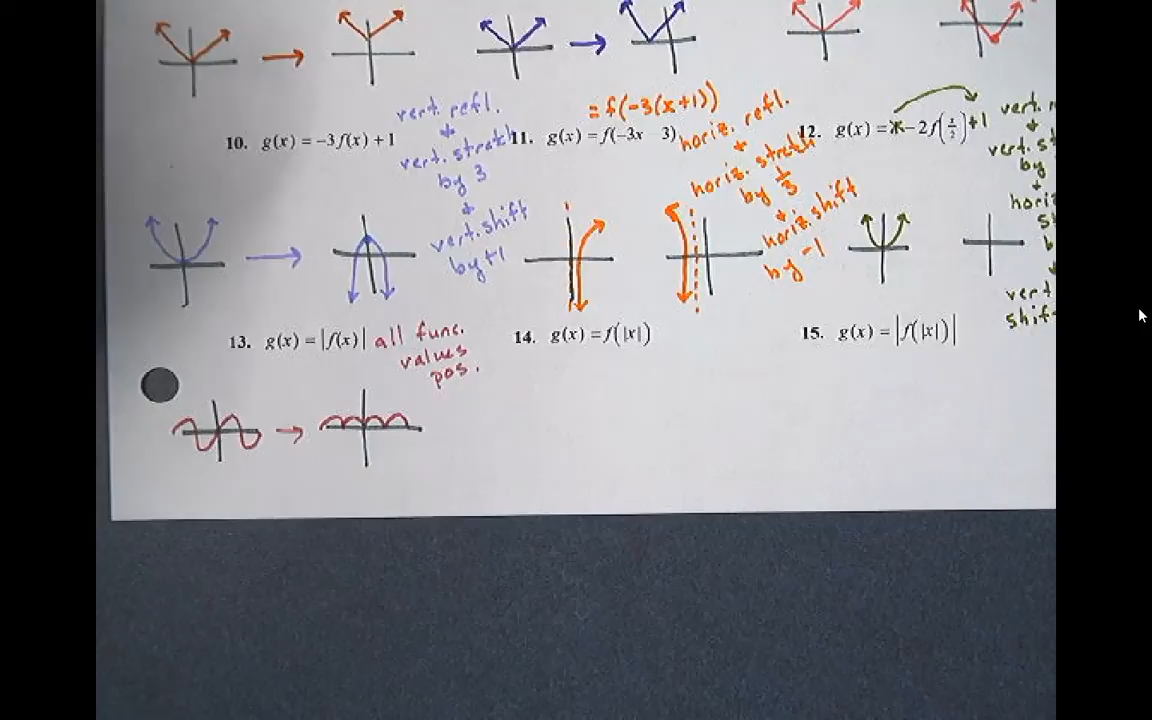 vert. refl.
+
vert. stretch
by 3
+
vert. shift
by +1
10. g(x) = -3f(x) + 1
= f(-3(x+1))
11. g(x) = f(-3x 3)
horiz. refl.
+
horiz. stretch
by 1/3
+
horiz. shift
by -1
12. g(x) = -2f(x/2)+1
vert.
+
vert. s
by
+
horiz
s
b
vert
shif
13. g(x) = |f(x)| all func.
values
pos.
14. g(x) = f(|x|)
15. g(x) = |f(|x|)|